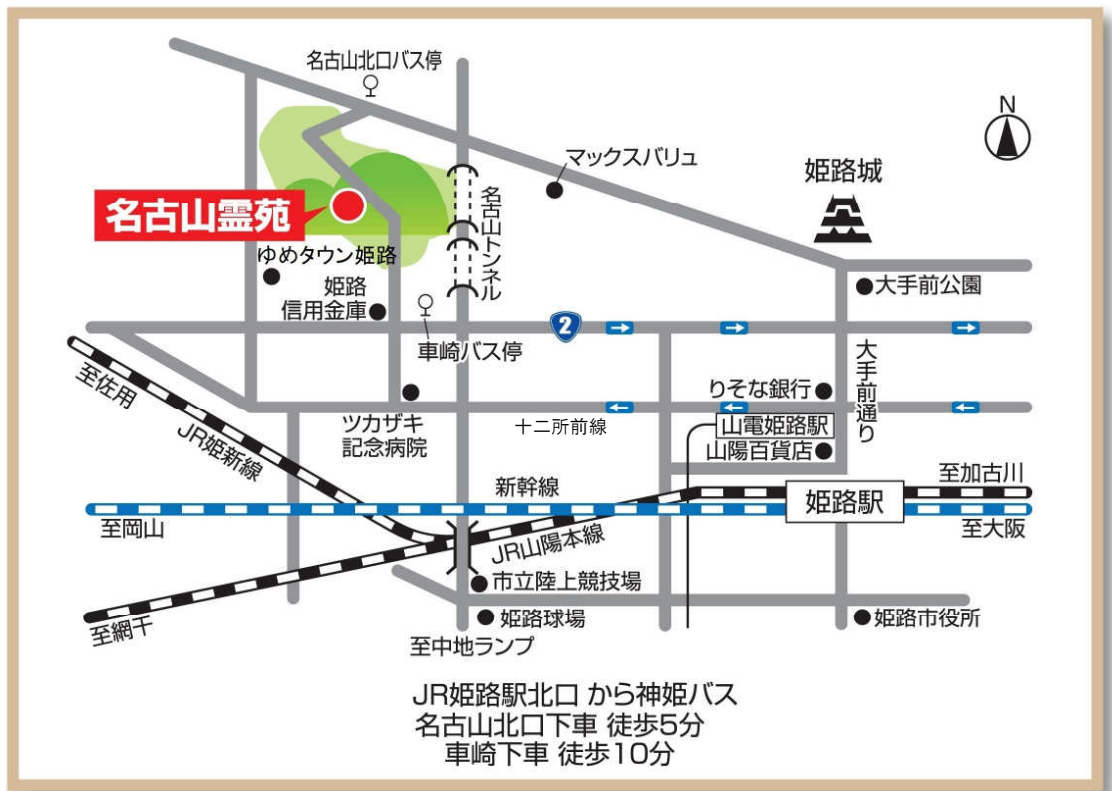 名古山北口バス停
N
マックスバリュ
姫路城
名古山霊苑
名古山トンネル
ゆめタウン姫路
姫路
信用金庫
大手前公園
2
車崎バス停
大手前通り
至佐用
りそな銀行
ツカザキ
記念病院
十二所前線
山電姫路駅
山陽百貨店
JR姫新線
新幹線
至加古川
姫路駅
至岡山
至大阪
JR山陽本線
市立陸上競技場
至網干
姫路球場
姫路市役所
至中地ランプ
JR姫路駅北口 から神姫バス
名古山北口下車 徒歩5分
車崎下車 徒歩10分